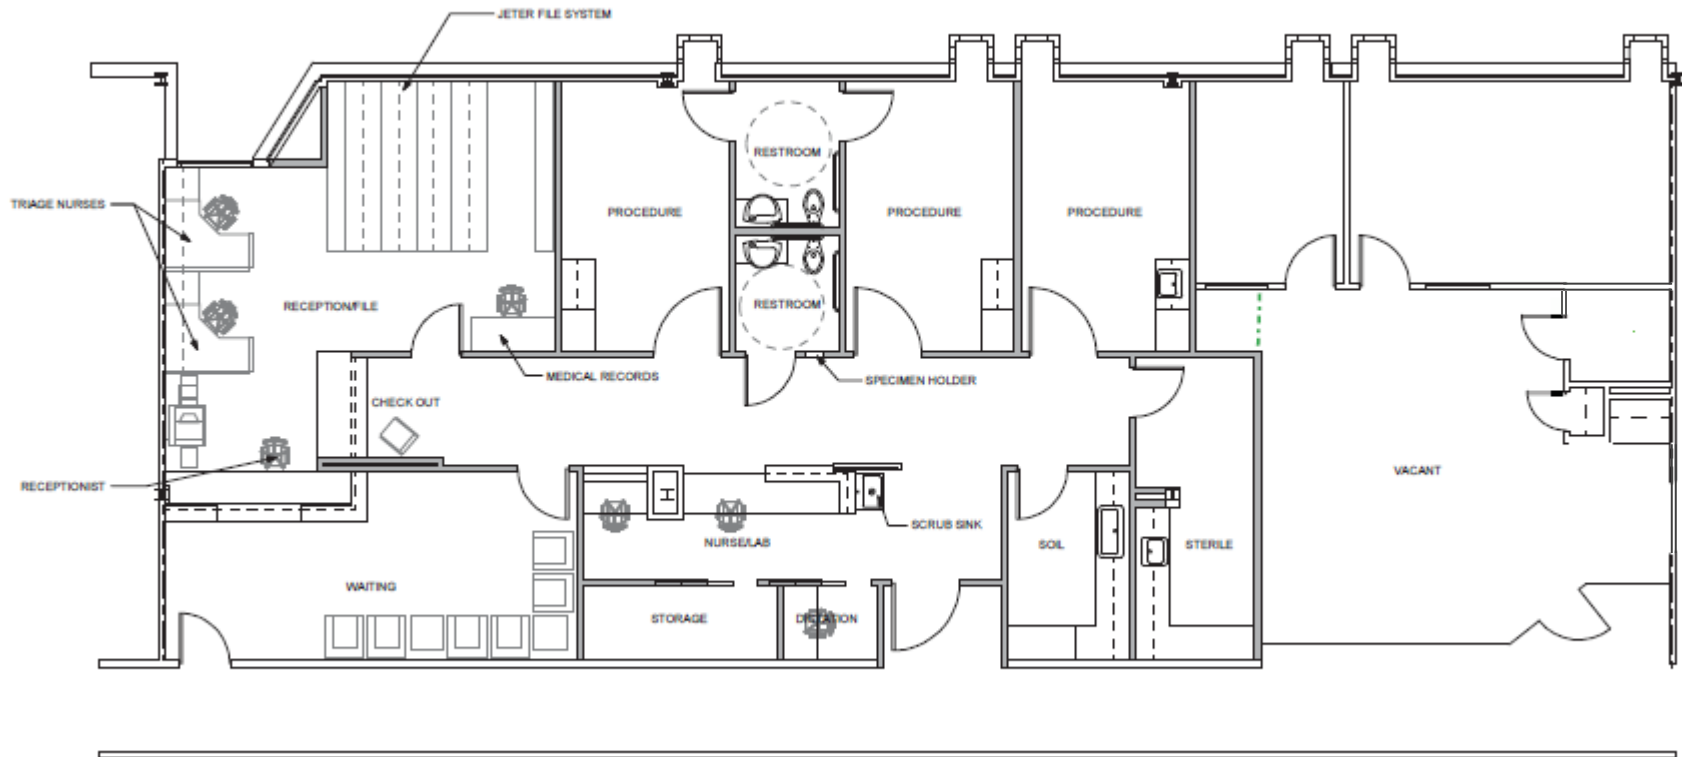 JETER FILE SYSTEM
RESTROOM
TRIAGE NURSES
PROCEDURE
PROCEDURE
PROCEDURE
RECEPTION/FILE
RESTROOM
MEDICAL RECORDS
SPECIMEN HOLDER
CHECK OUT
VACANT
RECEPTIONIST
SCRUB SINK
NURSE/LAB
SOIL
STERILE
WAITING
STORAGE